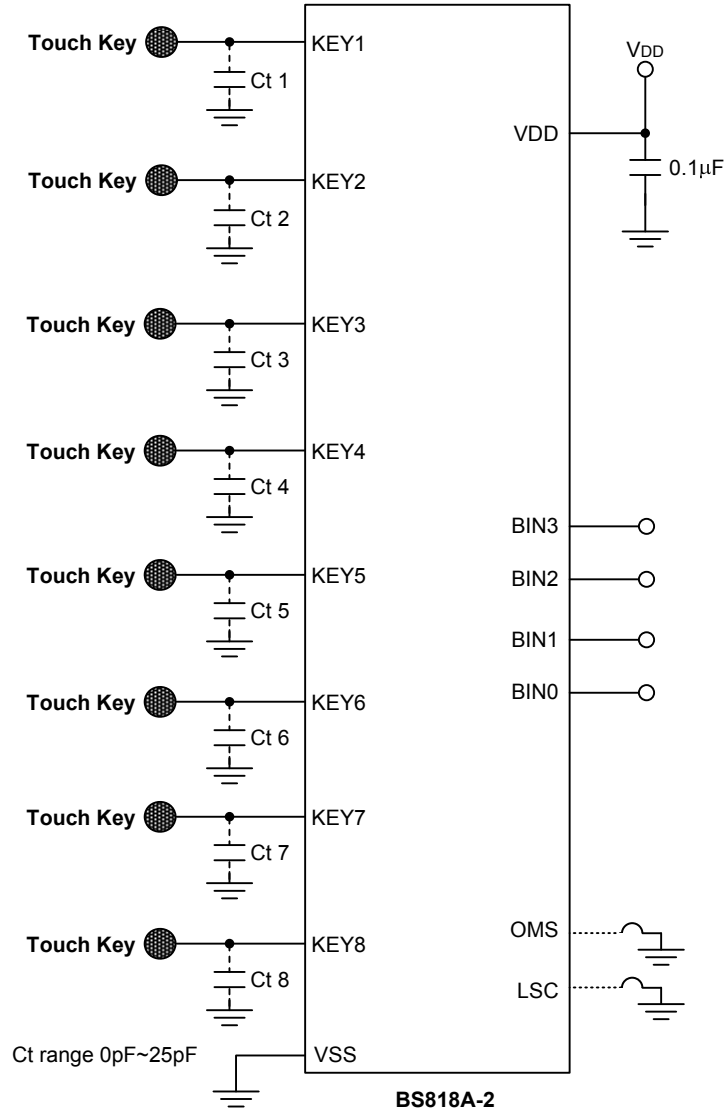 Touch Key
KEY1
Ct 1
VDD
VDD
0.1μF
Touch Key
KEY2
Ct 2
Touch Key
KEY3
Ct 3
Touch Key
KEY4
Ct 4
BIN3
Touch Key
KEY5
BIN2
Ct 5
BIN1
Touch Key
KEY6
BIN0
Ct 6
Touch Key
KEY7
Ct 7
Touch Key
KEY8
OMS
Ct 8
LSC
Ct range 0pF~25pF
VSS
BS818A-2